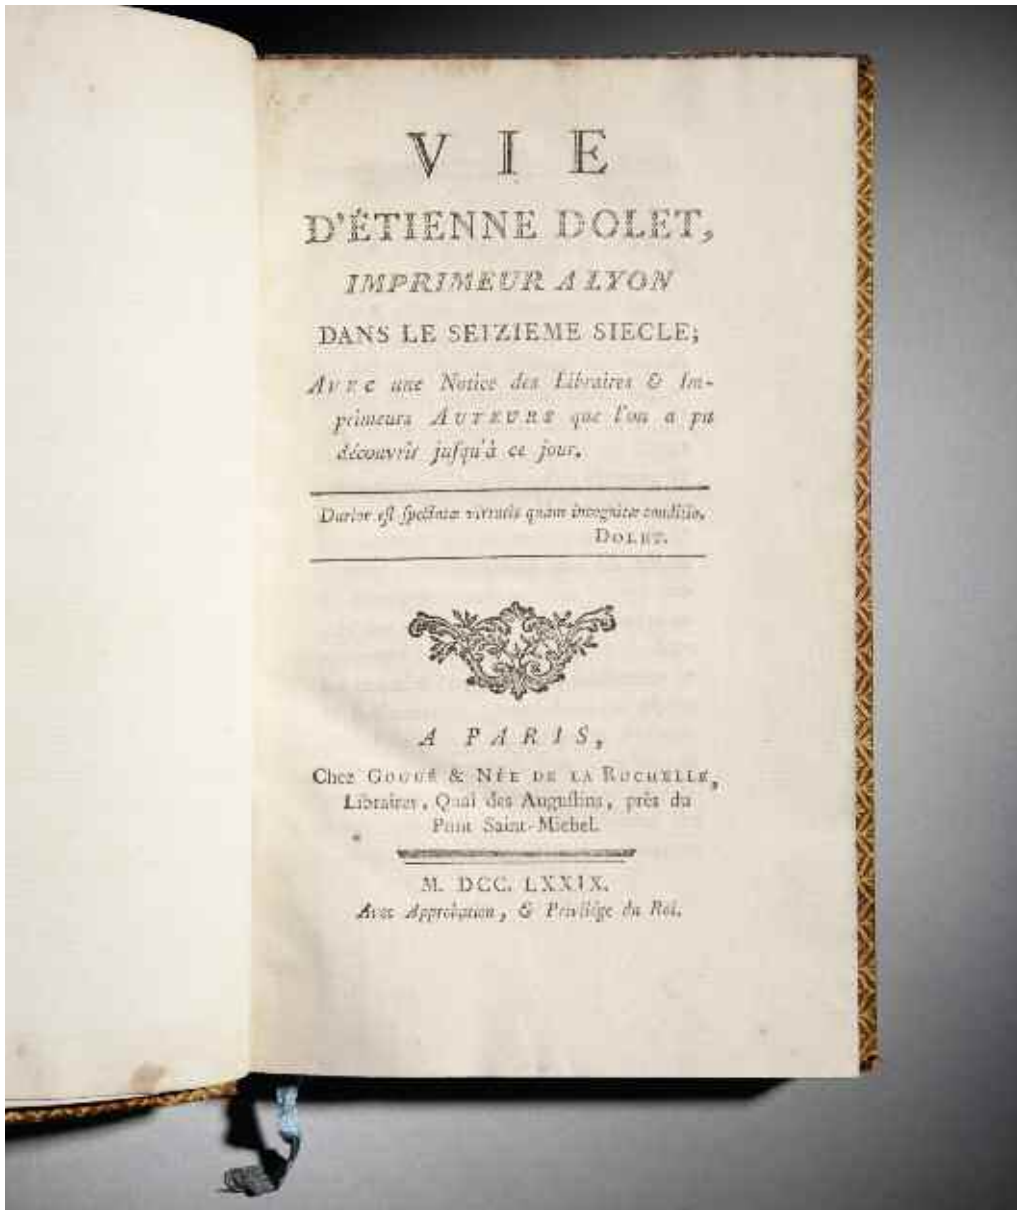 VIE
D'ÉTIENNE DOLET,
IMPRIMEUR A LYON
DANS LE SEIZIEME SIECLE;
AVEC une Notice des Libraires & Im-
primeurs AUTEURS que l'on a pu
découvrir juſqu'à ce jour.
Durior eſt ſpectatæ virtutis quàm incognitæ conditio.
DOLET.
A PARIS,
Chez GOGUÉ & NÉE DE LA ROCHELLE,
Libraires, Quai des Auguſtins, près du
Pont Saint-Michel.
M. DCC. LXXIX.
Avec Approbation, & Privilége du Roi.